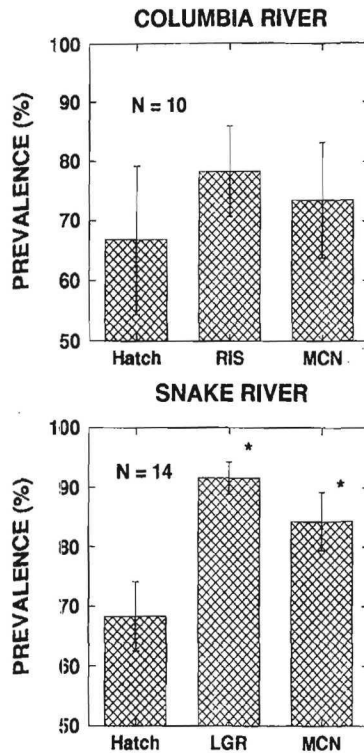 COLUMBIA RIVER
PREVALENCE (%)
100
90
80
70
60
50
N = 10
Hatch RIS MCN
SNAKE RIVER
PREVALENCE (%)
100
90
80
70
60
50
N = 14
*
*
Hatch LGR MCN